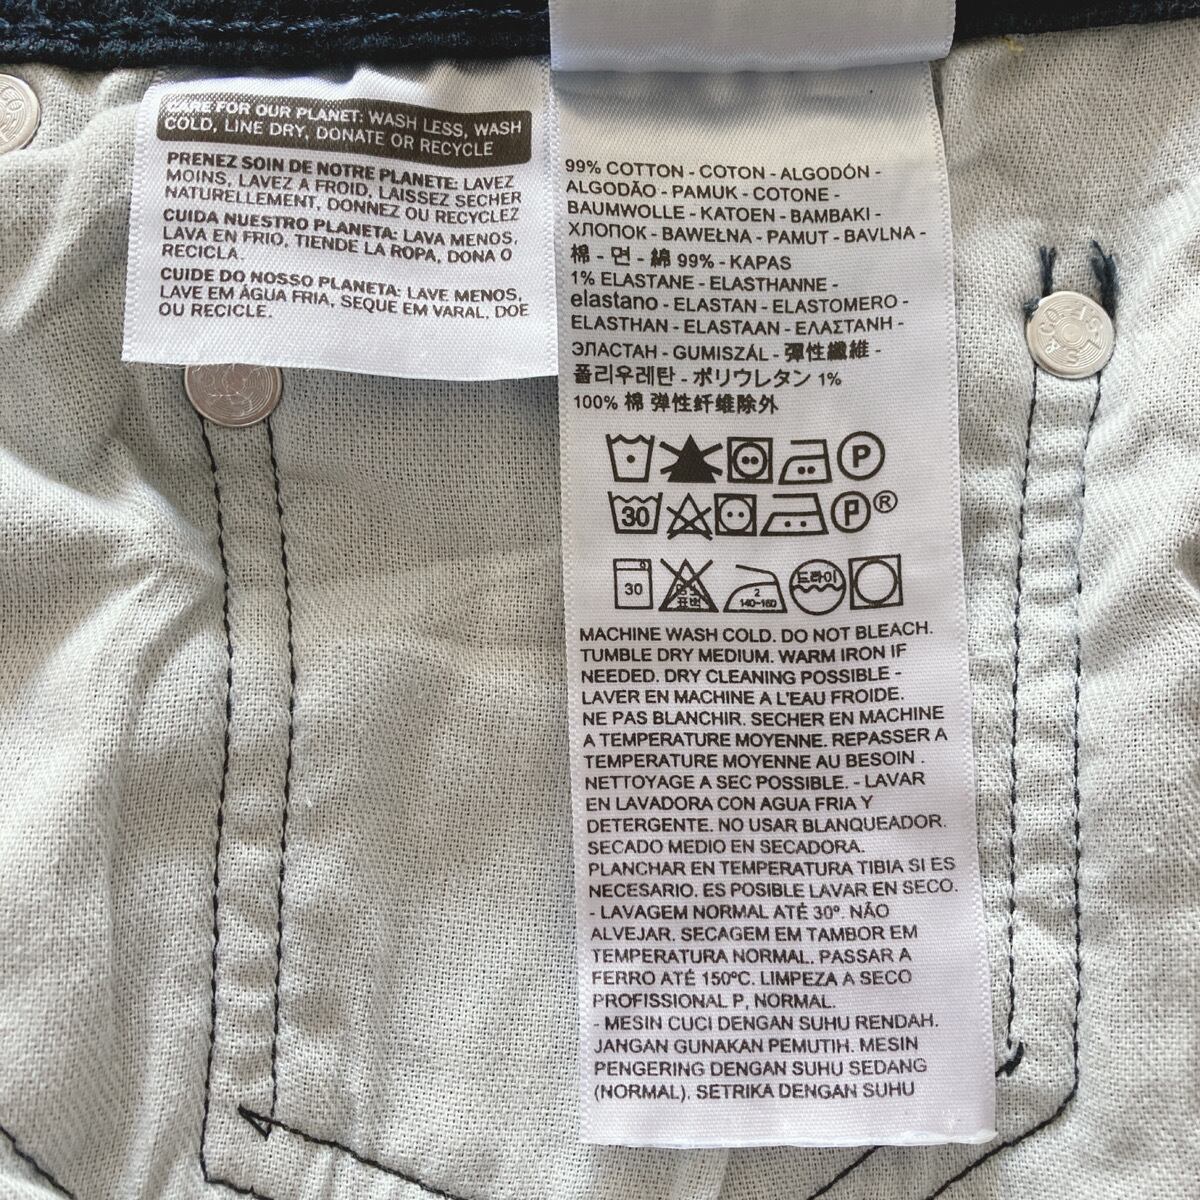 CARE FOR OUR PLANET: WASH LESS, WASH
COLD, LINE DRY, DONATE OR RECYCLE
PRENEZ SOIN DE NOTRE PLANETE: LAVEZ
MOINS, LAVEZ A FROID, LAISSEZ SECHER
NATURELLEMENT, DONNEZ OU RECYCLEZ
CUIDA NUESTRO PLANETA: LAVA MENOS,
LAVA EN FRIO, TIENDE LA ROPA, DONA O
RECICLA.
CUIDE DO NOSSO PLANETA: LAVE MENOS,
LAVE EM ÁGUA FRIA, SEQUE EM VARAL, DOE
OU RECICLE.
99% COTTON - COTON - ALGODÓN -
ALGODÃO - PAMUK - COTONE -
BAUMWOLLE - KATOEN - BAMBAKI -
ХЛОПОК - BAWEŁNA - PAMUT - BAVLNA -
棉 - 면 - 綿 99% - KAPAS
1% ELASTANE - ELASTHANNE -
elastano - ELASTAN - ELASTOMERO -
ELASTHAN - ELASTAAN - ΕΛΑΣΤΑΝΗ -
ЭЛАСТАН - GUMISZÁL - 彈性纖維 -
폴리우레탄 - ポリウレタン 1%
100% 棉 弹性纤维除外
P
30 P ®
30 염소 표백 2 140~160 드라이
MACHINE WASH COLD. DO NOT BLEACH.
TUMBLE DRY MEDIUM. WARM IRON IF
NEEDED. DRY CLEANING POSSIBLE -
LAVER EN MACHINE A L'EAU FROIDE.
NE PAS BLANCHIR. SECHER EN MACHINE
A TEMPERATURE MOYENNE. REPASSER A
TEMPERATURE MOYENNE AU BESOIN .
NETTOYAGE A SEC POSSIBLE. - LAVAR
EN LAVADORA CON AGUA FRIA Y
DETERGENTE. NO USAR BLANQUEADOR.
SECADO MEDIO EN SECADORA.
PLANCHAR EN TEMPERATURA TIBIA SI ES
NECESARIO. ES POSIBLE LAVAR EN SECO.
- LAVAGEM NORMAL ATÉ 30º. NÃO
ALVEJAR. SECAGEM EM TAMBOR EM
TEMPERATURA NORMAL. PASSAR A
FERRO ATÉ 150ºC. LIMPEZA A SECO
PROFISSIONAL P, NORMAL.
- MESIN CUCI DENGAN SUHU RENDAH.
JANGAN GUNAKAN PEMUTIH. MESIN
PENGERING DENGAN SUHU SEDANG
(NORMAL). SETRIKA DENGAN SUHU